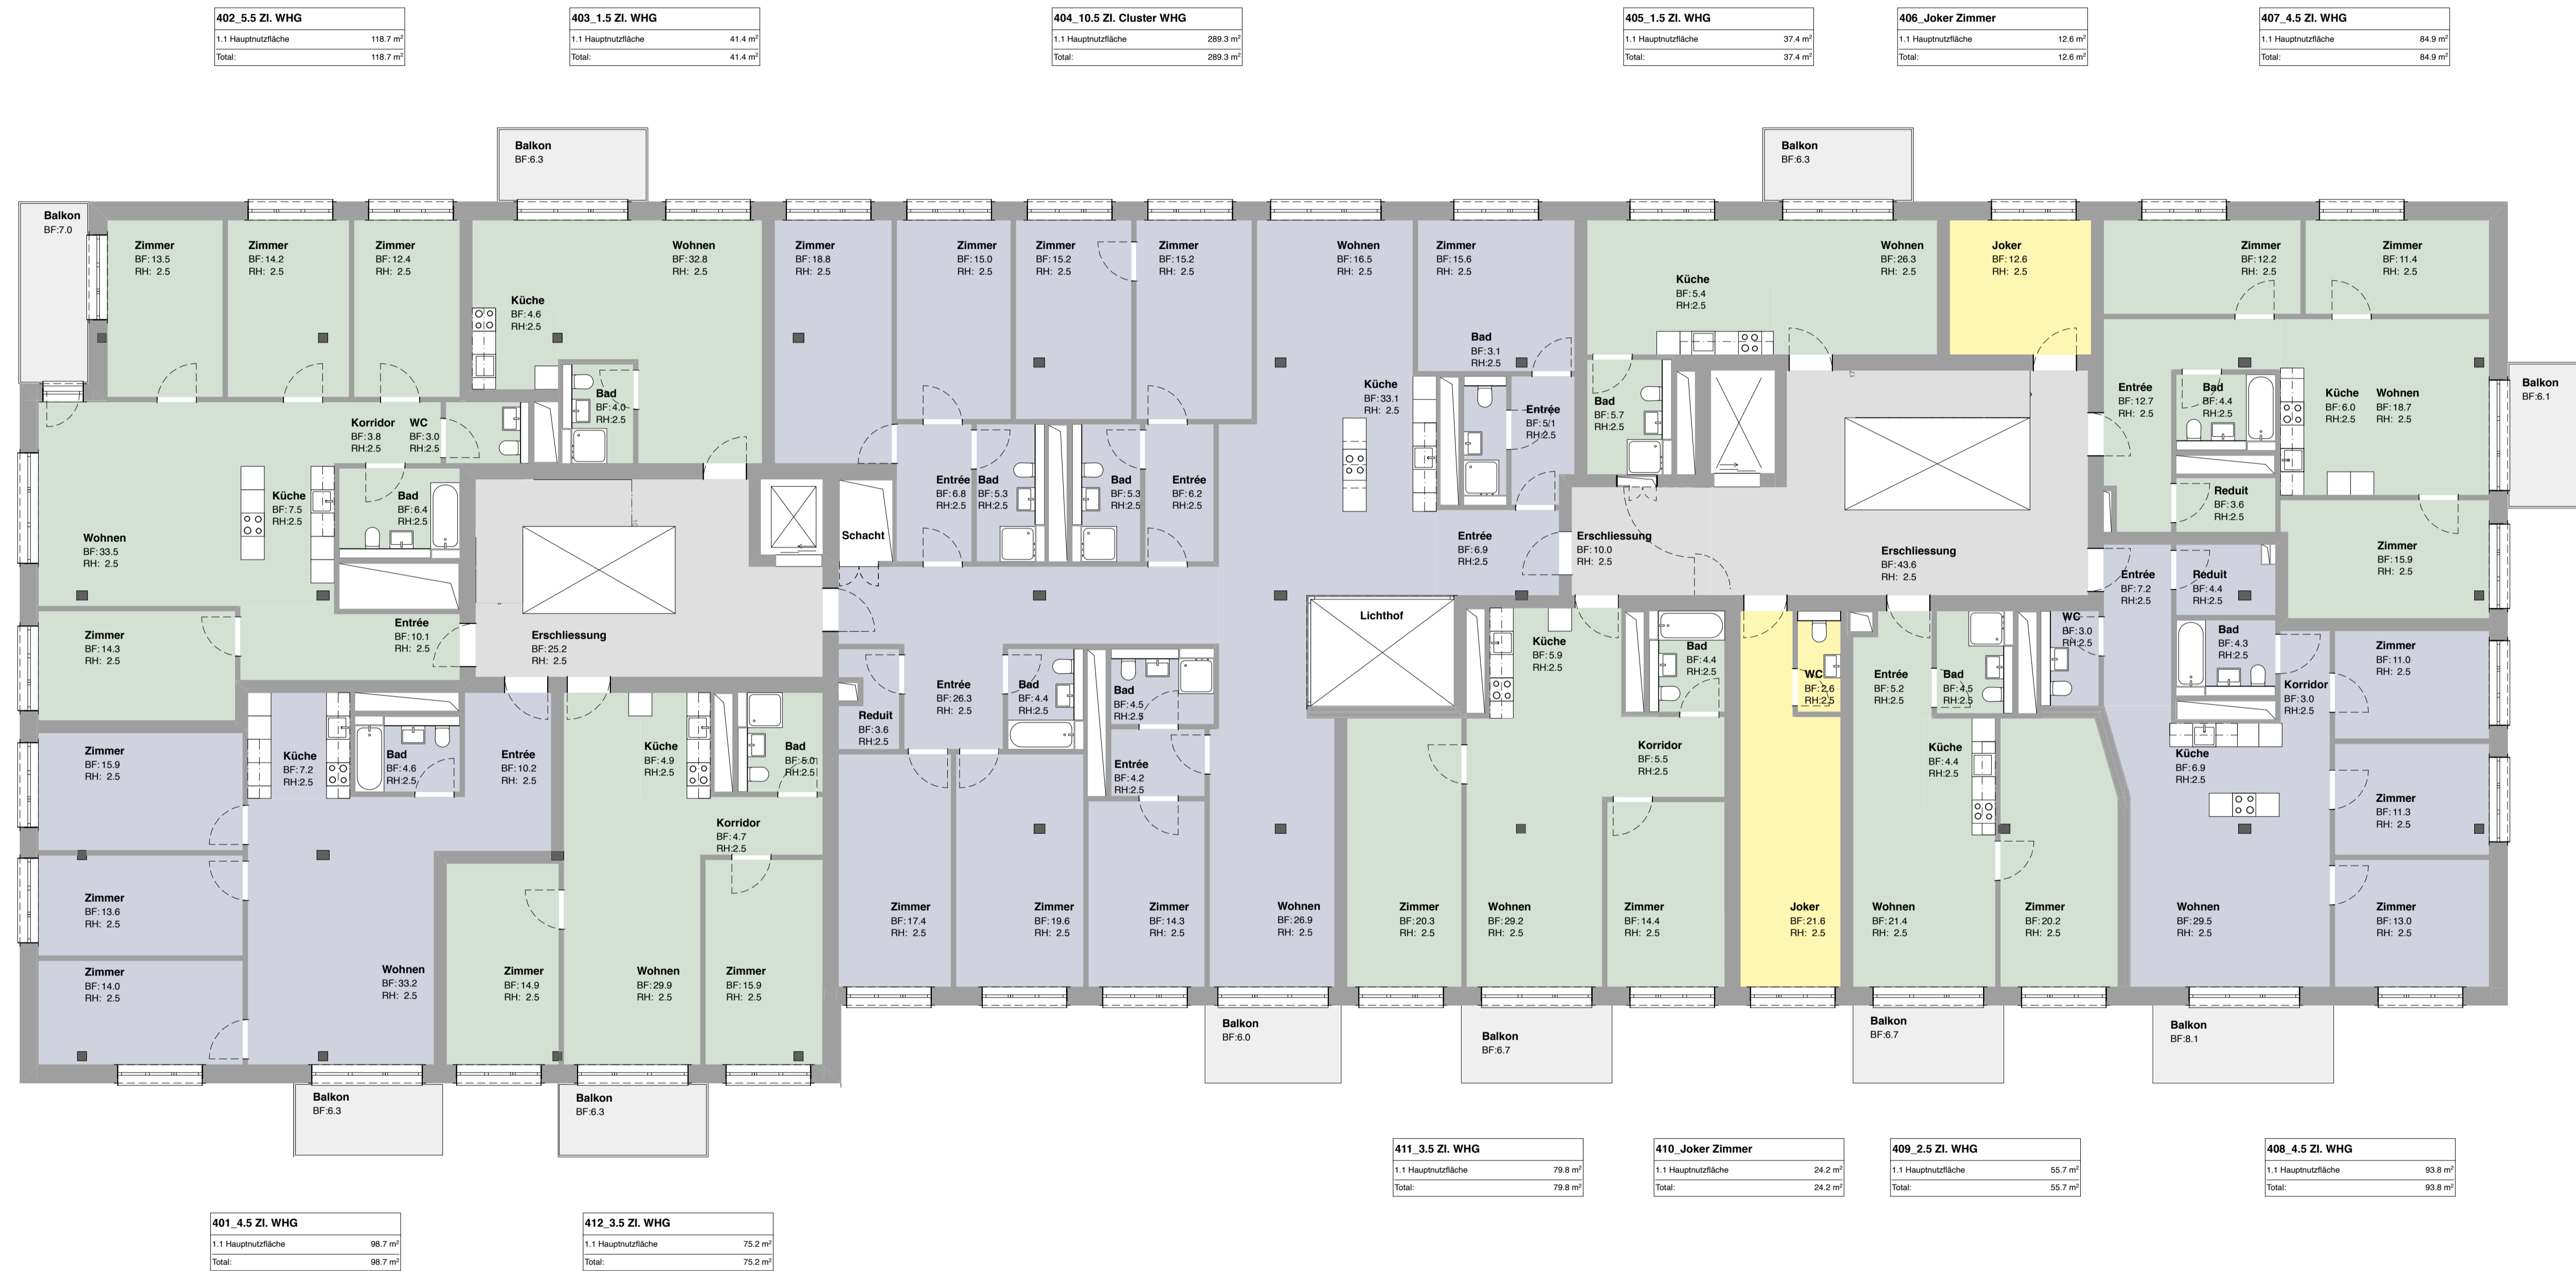 402_5.5 ZI. WHG
1.1 Hauptnutzfläche 118.7 m²
Total: 118.7 m²
403_1.5 ZI. WHG
1.1 Hauptnutzfläche 41.4 m²
Total: 41.4 m²
404_10.5 ZI. Cluster WHG
1.1 Hauptnutzfläche 289.3 m²
Total: 289.3 m²
405_1.5 ZI. WHG
1.1 Hauptnutzfläche 37.4 m²
Total: 37.4 m²
406_Joker Zimmer
1.1 Hauptnutzfläche 12.6 m²
Total: 12.6 m²
407_4.5 ZI. WHG
1.1 Hauptnutzfläche 84.9 m²
Total: 84.9 m²
Balkon
BF:6.3
Balkon
BF:6.3
Balkon
BF:7.0
Zimmer
BF: 13.5
RH: 2.5
Zimmer
BF: 14.2
RH: 2.5
Zimmer
BF: 12.4
RH: 2.5
Wohnen
BF: 32.8
RH: 2.5
Küche
BF: 4.6
RH:2.5
Bad
BF: 4.0
RH:2.5
Zimmer
BF: 18.8
RH: 2.5
Zimmer
BF: 15.0
RH: 2.5
Zimmer
BF: 15.2
RH: 2.5
Zimmer
BF: 15.2
RH: 2.5
Wohnen
BF: 16.5
RH: 2.5
Zimmer
BF: 15.6
RH: 2.5
Bad
BF: 3.1
RH:2.5
Küche
BF: 33.1
RH: 2.5
Entrée
BF: 5.1
RH:2.5
Wohnen
BF: 26.3
RH: 2.5
Küche
BF: 5.4
RH:2.5
Bad
BF: 5.7
RH:2.5
Joker
BF: 12.6
RH: 2.5
Zimmer
BF: 12.2
RH: 2.5
Zimmer
BF: 11.4
RH: 2.5
Entrée
BF: 12.7
RH: 2.5
Bad
BF: 4.4
RH:2.5
Küche
BF: 6.0
RH:2.5
Wohnen
BF: 18.7
RH: 2.5
Balkon
BF:6.1
Korridor
BF: 3.8
RH:2.5
WC
BF: 3.0
RH:2.5
Küche
BF: 7.5
RH:2.5
Bad
BF: 6.4
RH:2.5
Wohnen
BF: 33.5
RH: 2.5
Schacht
Entrée
BF: 6.8
RH:2.5
Bad
BF: 5.3
RH:2.5
Bad
BF: 5.3
RH:2.5
Entrée
BF: 6.2
RH:2.5
Entrée
BF: 6.9
RH:2.5
Erschliessung
BF: 10.0
RH: 2.5
Erschliessung
BF: 43.6
RH: 2.5
Reduit
BF: 3.6
RH:2.5
Zimmer
BF: 15.9
RH: 2.5
Entrée
BF: 7.2
RH:2.5
Reduit
BF: 4.4
RH:2.5
Zimmer
BF: 14.3
RH: 2.5
Entrée
BF: 10.1
RH: 2.5
Erschliessung
BF: 25.2
RH: 2.5
Lichthof
Küche
BF: 5.9
RH:2.5
Bad
BF: 4.4
RH:2.5
WC
BF: 2.6
RH:2.5
Entrée
BF: 5.2
RH:2.5
Bad
BF: 4.5
RH:2.5
WC
BF: 3.0
RH:2.5
Bad
BF: 4.3
RH:2.5
Korridor
BF: 3.0
RH:2.5
Zimmer
BF: 11.0
RH: 2.5
Zimmer
BF: 15.9
RH: 2.5
Küche
BF: 7.2
RH:2.5
Bad
BF: 4.6
RH:2.5
Entrée
BF: 10.2
RH: 2.5
Küche
BF: 4.9
RH:2.5
Bad
BF: 5.0
RH:2.5
Reduit
BF: 3.6
RH:2.5
Entrée
BF: 26.3
RH: 2.5
Bad
BF: 4.4
RH:2.5
Bad
BF: 4.5
RH:2.5
Entrée
BF: 4.2
RH:2.5
Korridor
BF: 5.5
RH:2.5
Küche
BF: 4.4
RH:2.5
Küche
BF: 6.9
RH:2.5
Zimmer
BF: 11.3
RH: 2.5
Korridor
BF: 4.7
RH:2.5
Zimmer
BF: 13.6
RH: 2.5
Zimmer
BF: 14.0
RH: 2.5
Wohnen
BF: 33.2
RH: 2.5
Zimmer
BF: 14.9
RH: 2.5
Wohnen
BF: 29.9
RH: 2.5
Zimmer
BF: 15.9
RH: 2.5
Zimmer
BF: 17.4
RH: 2.5
Zimmer
BF: 19.6
RH: 2.5
Zimmer
BF: 14.3
RH: 2.5
Wohnen
BF: 26.9
RH: 2.5
Zimmer
BF: 20.3
RH: 2.5
Wohnen
BF: 29.2
RH: 2.5
Zimmer
BF: 14.4
RH: 2.5
Joker
BF: 21.6
RH: 2.5
Wohnen
BF: 21.4
RH: 2.5
Zimmer
BF: 20.2
RH: 2.5
Wohnen
BF: 29.5
RH: 2.5
Zimmer
BF: 13.0
RH: 2.5
Balkon
BF:6.3
Balkon
BF:6.3
Balkon
BF:6.0
Balkon
BF:6.7
Balkon
BF:6.7
Balkon
BF:8.1
411_3.5 ZI. WHG
1.1 Hauptnutzfläche 79.8 m²
Total: 79.8 m²
410_Joker Zimmer
1.1 Hauptnutzfläche 24.2 m²
Total: 24.2 m²
409_2.5 ZI. WHG
1.1 Hauptnutzfläche 55.7 m²
Total: 55.7 m²
408_4.5 ZI. WHG
1.1 Hauptnutzfläche 93.8 m²
Total: 93.8 m²
401_4.5 ZI. WHG
1.1 Hauptnutzfläche 98.7 m²
Total: 98.7 m²
412_3.5 ZI. WHG
1.1 Hauptnutzfläche 75.2 m²
Total: 75.2 m²